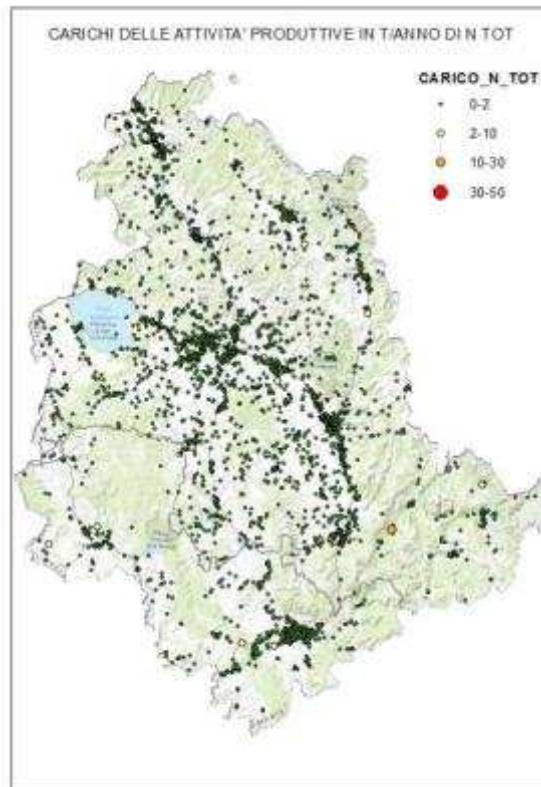 CARICHI DELLE ATTIVITA' PRODUTTIVE IN T/ANNO DI N TOT
CARICO_N_TOT
0-2
2-10
10-30
30-50